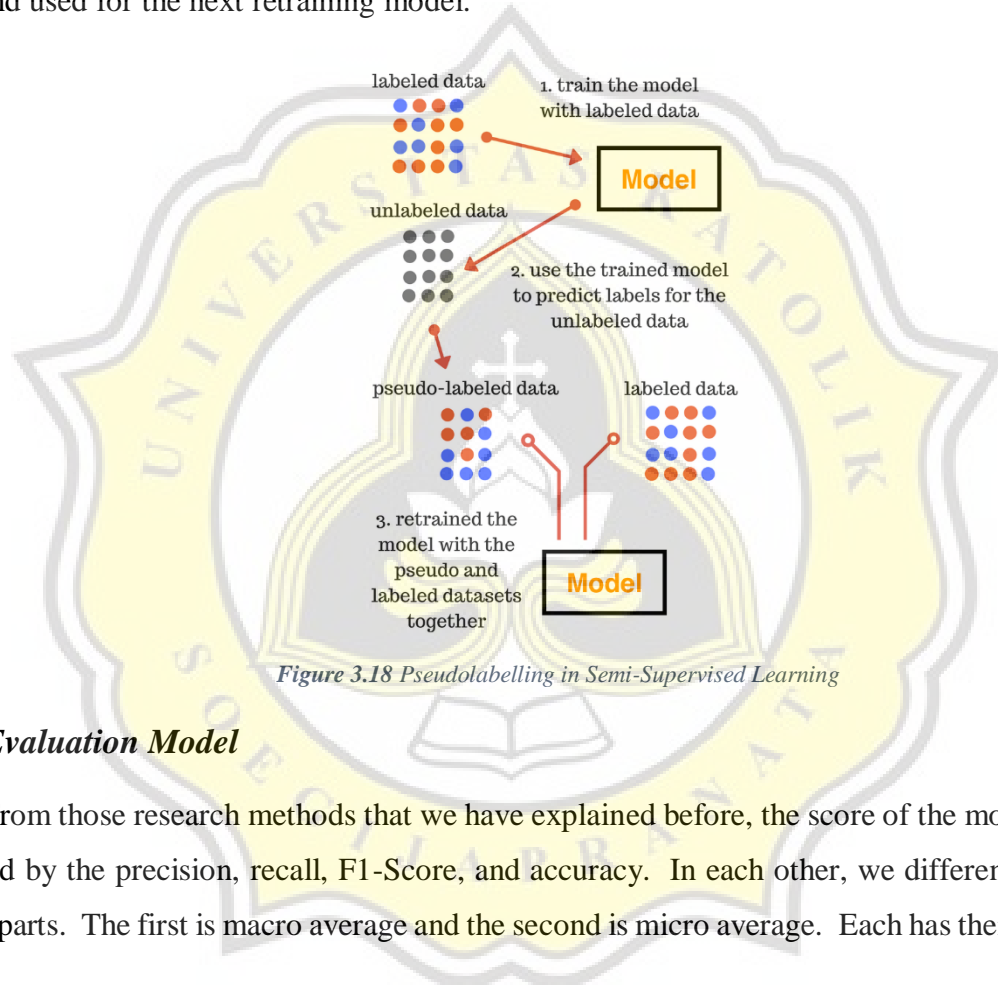 nd used for the next retraining model.
labeled data
1. train the model
with labeled data
Model
unlabeled data
2. use the trained model
to predict labels for the
unlabeled data
pseudo-labeled data
labeled data
3. retrained the
model with the
pseudo and
labeled datasets
together
Model
Figure 3.18 Pseudolabelling in Semi-Supervised Learning
Evaluation Model
rom those research methods that we have explained before, the score of the mo
d by the precision, recall, F1-Score, and accuracy. In each other, we differen
parts. The first is macro average and the second is micro average. Each has the
UNIVERSITAS KATOLIK
SOEGIJAPRANATA